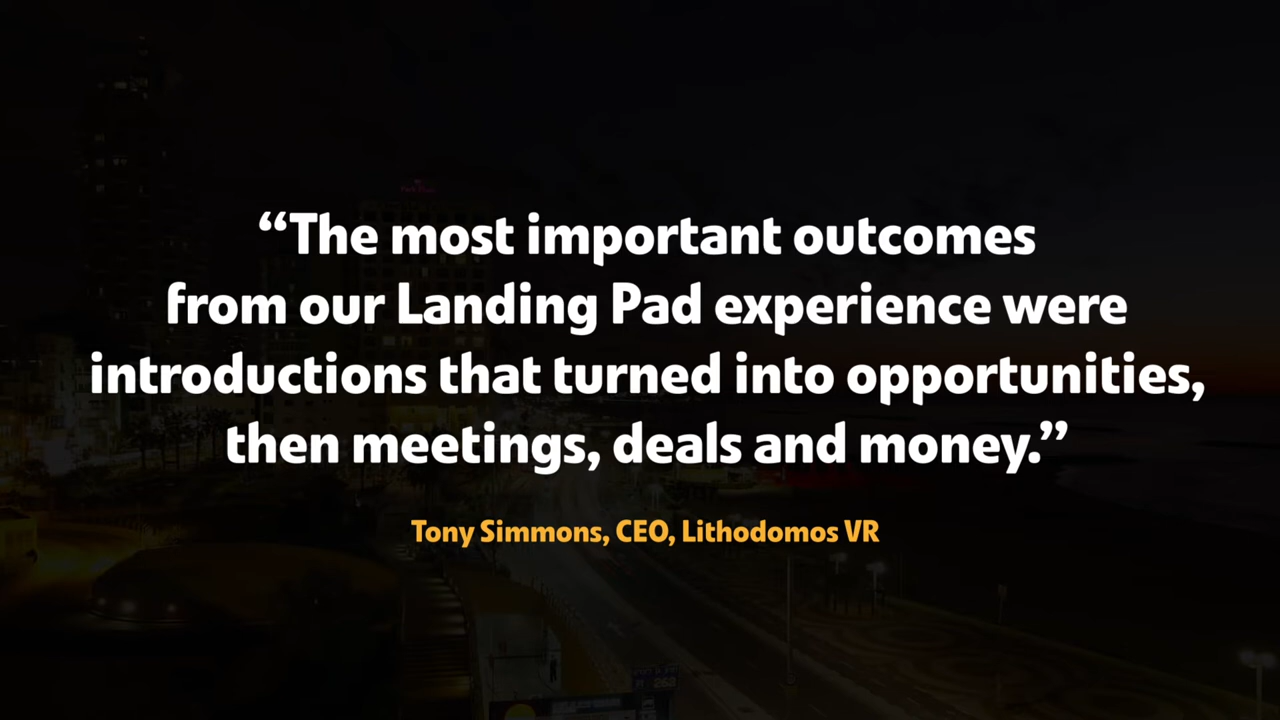 “The most important outcomes
from our Landing Pad experience were
introductions that turned into opportunities,
then meetings, deals and money.”
Tony Simmons, CEO, Lithodomos VR